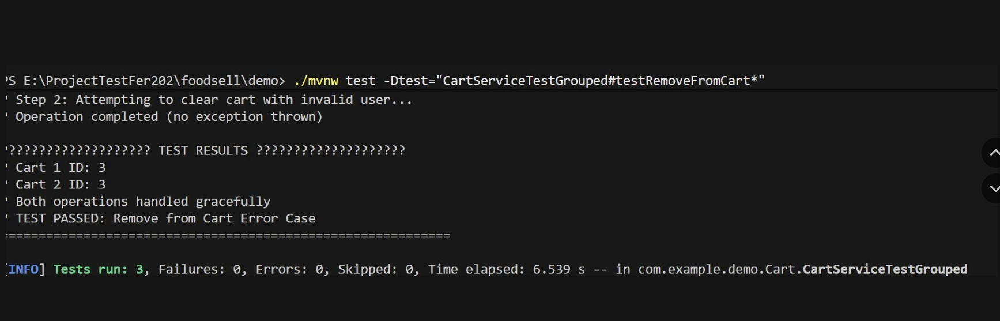 PS E:\ProjectTestFer202\foodsell\demo> ./mvnw test -Dtest="CartServiceTestGrouped#testRemoveFromCart*"
? Step 2: Attempting to clear cart with invalid user...
? Operation completed (no exception thrown)
???????????????????? TEST RESULTS ????????????????????
? Cart 1 ID: 3
? Cart 2 ID: 3
? Both operations handled gracefully
? TEST PASSED: Remove from Cart Error Case
============================================================
[INFO] Tests run: 3, Failures: 0, Errors: 0, Skipped: 0, Time elapsed: 6.539 s -- in com.example.demo.Cart.CartServiceTestGrouped